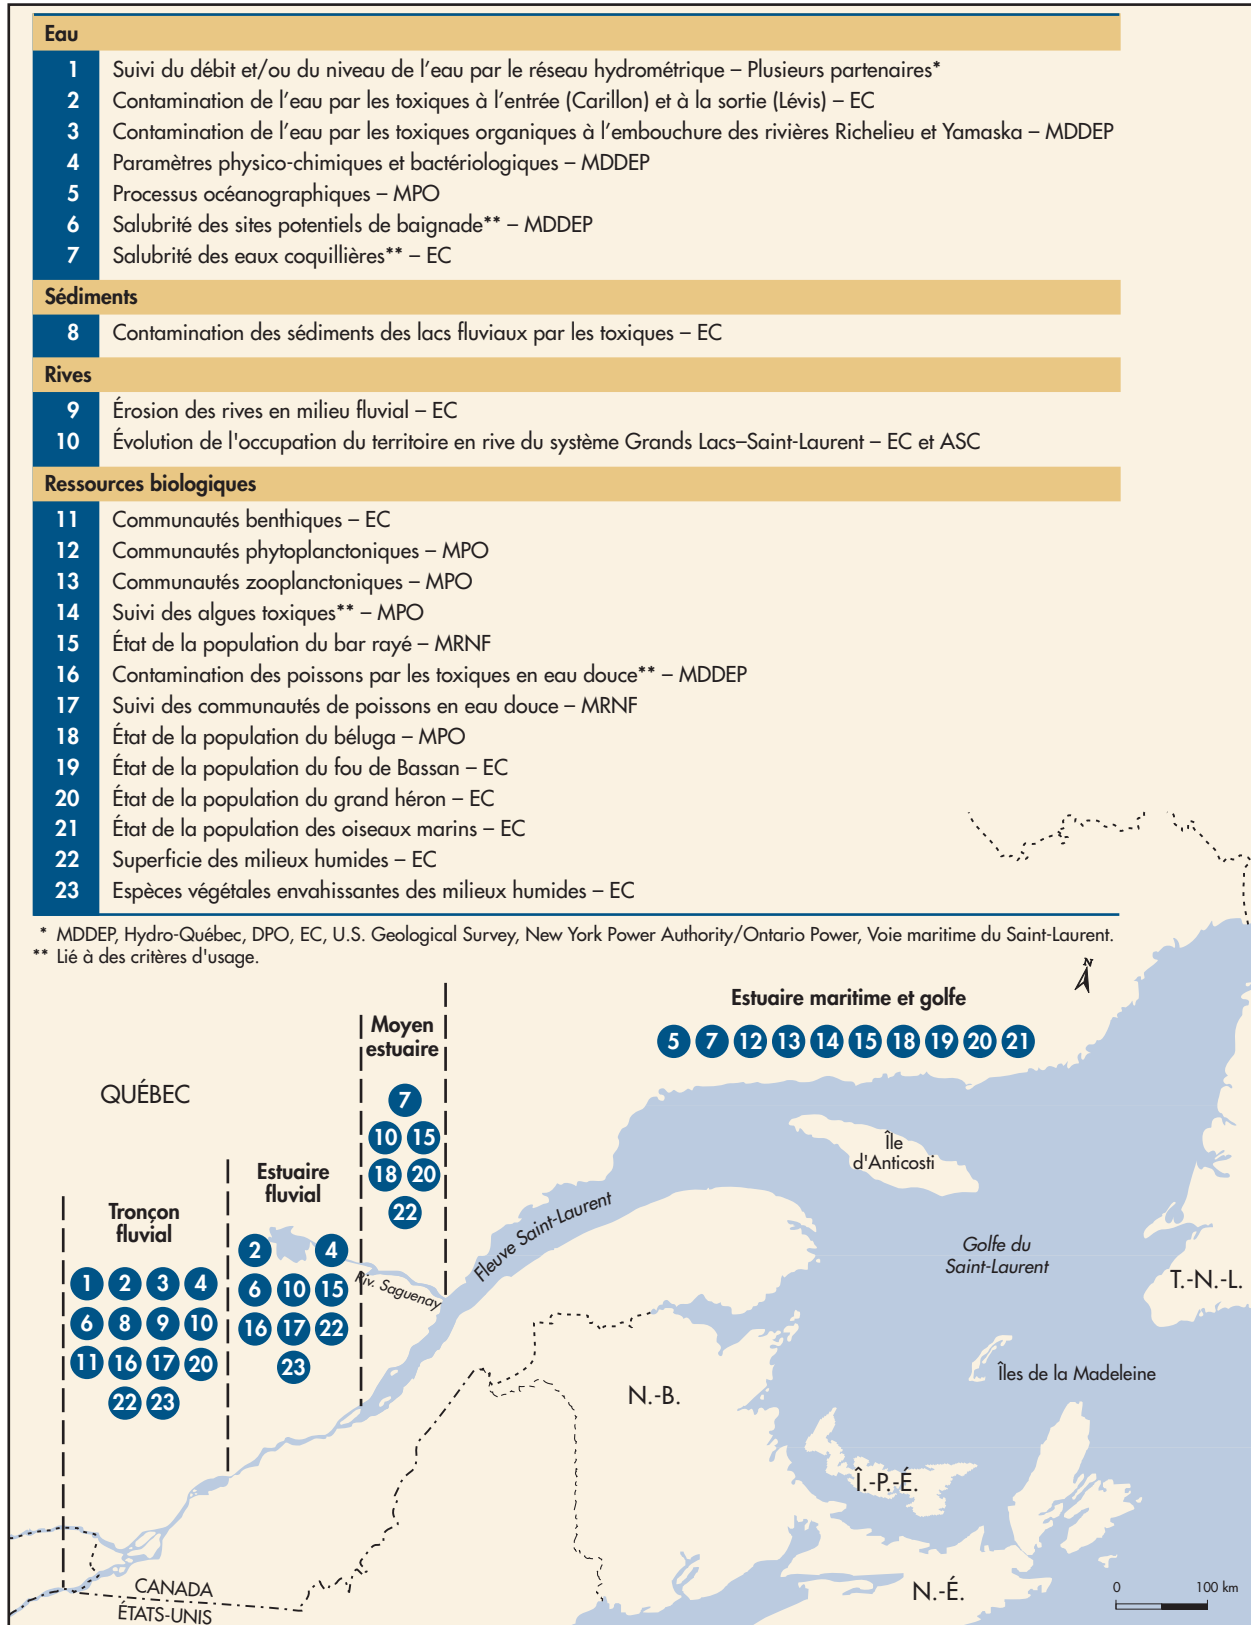 Eau
1 Suivi du débit et/ou du niveau de l’eau par le réseau hydrométrique – Plusieurs partenaires*
2 Contamination de l’eau par les toxiques à l’entrée (Carillon) et à la sortie (Lévis) – EC
3 Contamination de l’eau par les toxiques organiques à l’embouchure des rivières Richelieu et Yamaska – MDDEP
4 Paramètres physico-chimiques et bactériologiques – MDDEP
5 Processus océanographiques – MPO
6 Salubrité des sites potentiels de baignade** – MDDEP
7 Salubrité des eaux coquillières** – EC
Sédiments
8 Contamination des sédiments des lacs fluviaux par les toxiques – EC
Rives
9 Érosion des rives en milieu fluvial – EC
10 Évolution de l'occupation du territoire en rive du système Grands Lacs–Saint-Laurent – EC et ASC
Ressources biologiques
11 Communautés benthiques – EC
12 Communautés phytoplanctoniques – MPO
13 Communautés zooplanctoniques – MPO
14 Suivi des algues toxiques** – MPO
15 État de la population du bar rayé – MRNF
16 Contamination des poissons par les toxiques en eau douce** – MDDEP
17 Suivi des communautés de poissons en eau douce – MRNF
18 État de la population du béluga – MPO
19 État de la population du fou de Bassan – EC
20 État de la population du grand héron – EC
21 État de la population des oiseaux marins – EC
22 Superficie des milieux humides – EC
23 Espèces végétales envahissantes des milieux humides – EC
* MDDEP, Hydro-Québec, DPO, EC, U.S. Geological Survey, New York Power Authority/Ontario Power, Voie maritime du Saint-Laurent.
** Lié à des critères d'usage.
N
Estuaire maritime et golfe
5 7 12 13 14 15 18 19 20 21
Moyen
estuaire
7
10 15
18 20
22
QUÉBEC
Estuaire
fluvial
2 4
6 10 15
16 17 22
23
Tronçon
fluvial
1 2 3 4
6 8 9 10
11 16 17 20
22 23
Riv. Saguenay
Fleuve Saint-Laurent
Île
d'Anticosti
Golfe du
Saint-Laurent
T.-N.-L.
Îles de la Madeleine
N.-B.
Î.-P.-É.
N.-É.
CANADA
ÉTATS-UNIS
0 100 km